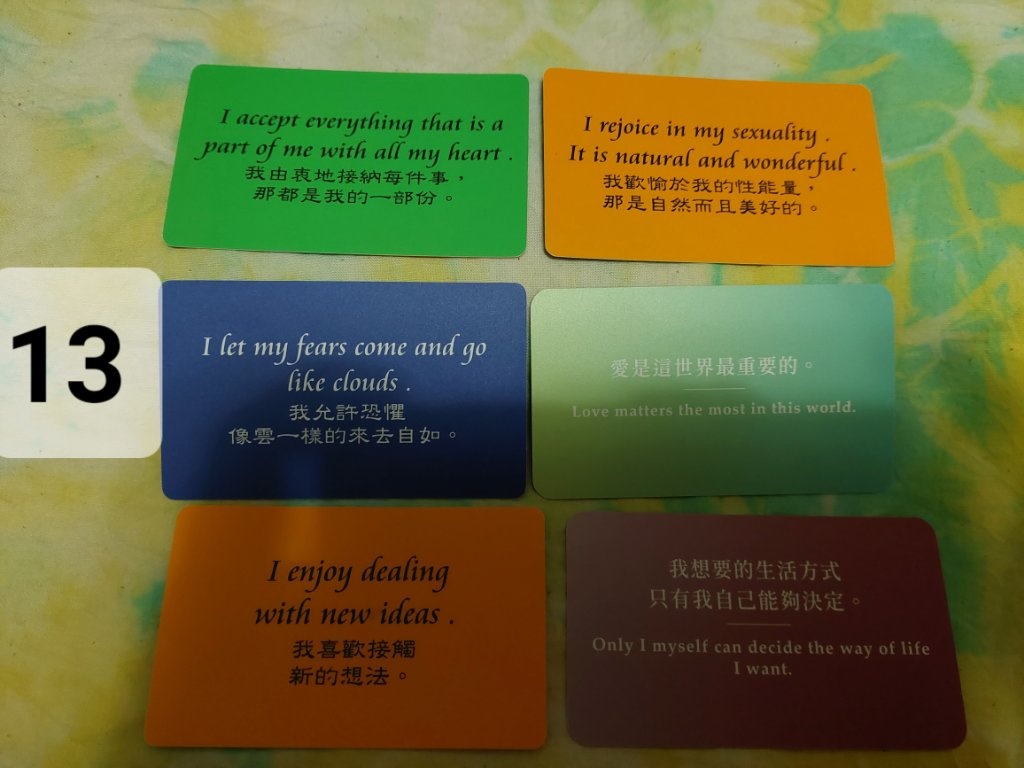 I accept everything that is a
part of me with all my heart .
我由衷地接納每件事，
那都是我的一部份。
I rejoice in my sexuality .
It is natural and wonderful .
我歡愉於我的性能量，
那是自然而且美好的。
13
I let my fears come and go
like clouds .
我允許恐懼
像雲一樣的來去自如。
愛是這世界最重要的。
Love matters the most in this world.
I enjoy dealing
with new ideas .
我喜歡接觸
新的想法。
我想要的生活方式
只有我自己能夠決定。
Only I myself can decide the way of life
I want.